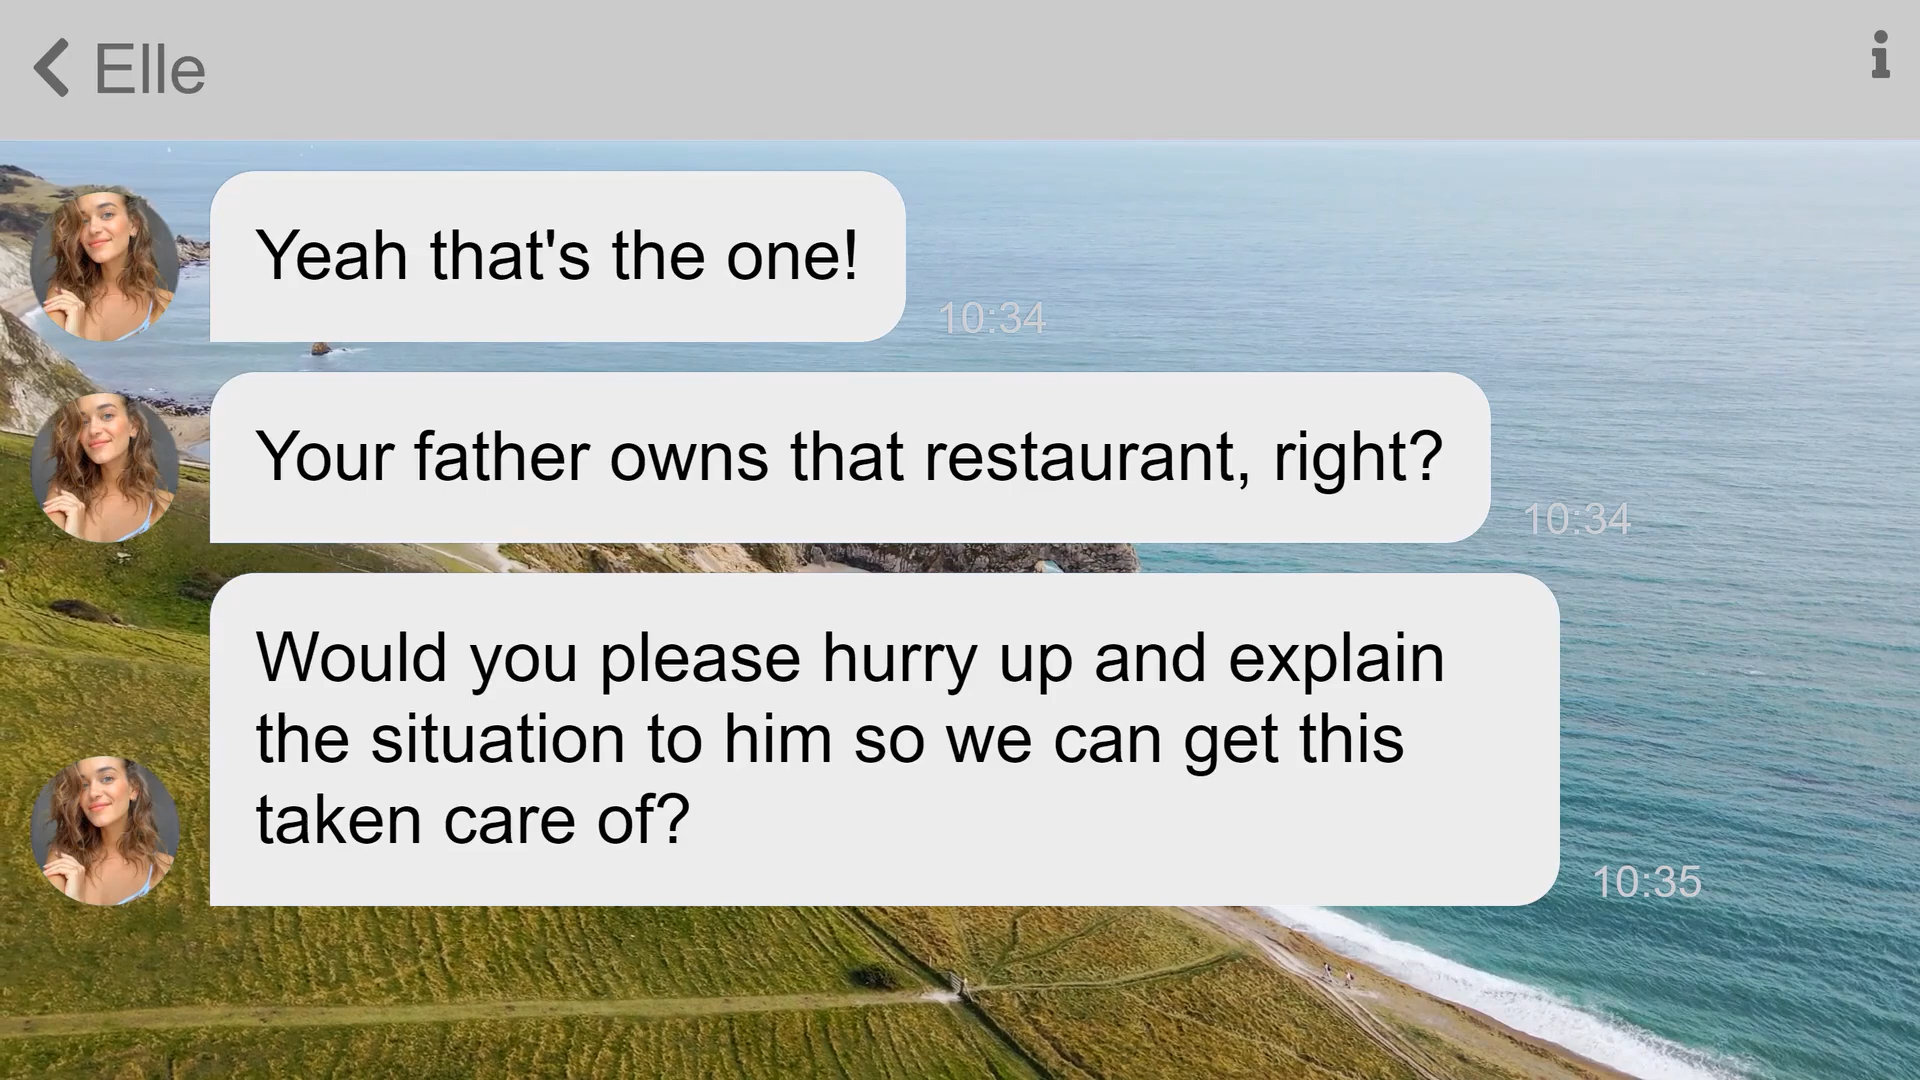 Elle
Yeah that's the one!
10:34
Your father owns that restaurant, right?
10:34
Would you please hurry up and explain
the situation to him so we can get this
taken care of?
10:35